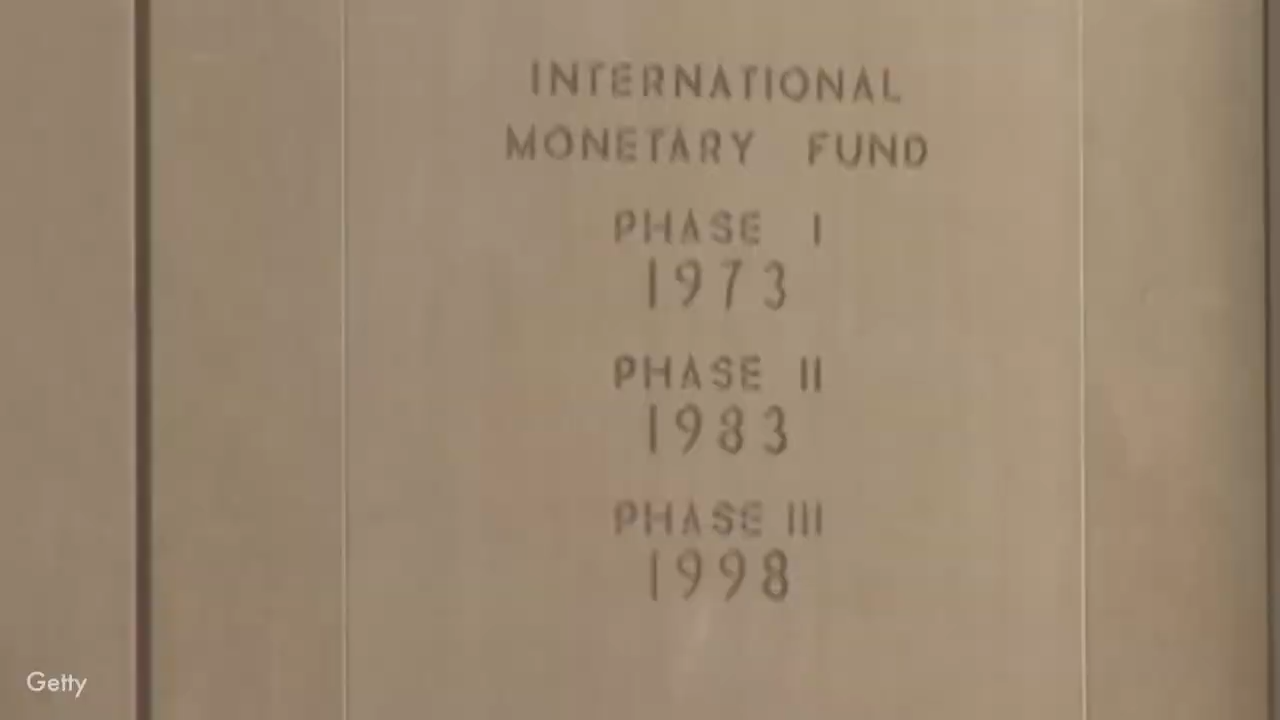 INTERNATIONAL
MONETARY FUND
PHASE I
1973
PHASE II
1983
PHASE III
1998
Getty